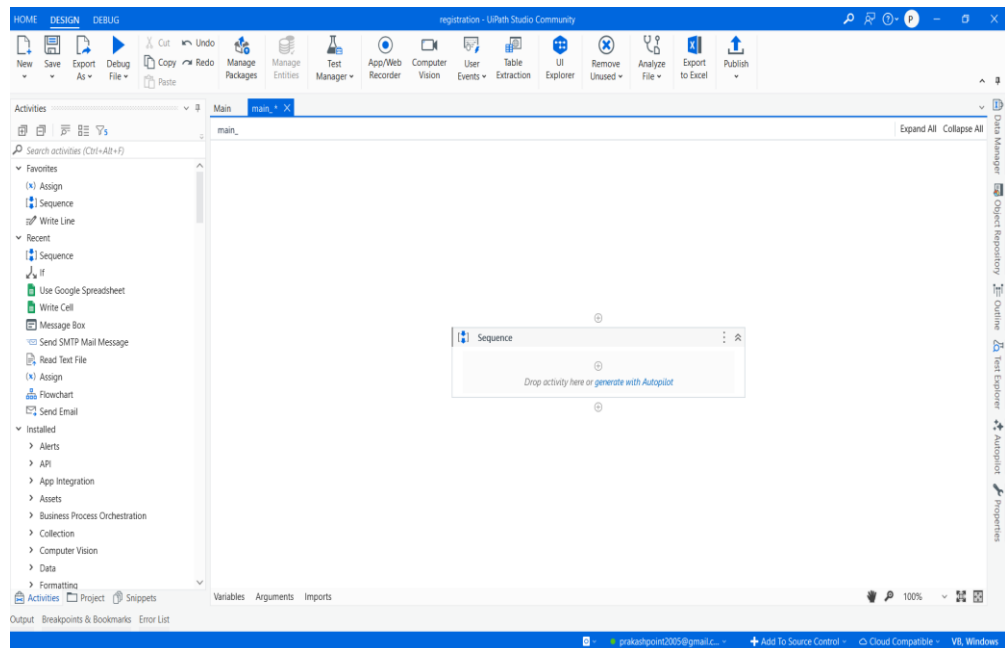 HOME DESIGN DEBUG registration - UiPath Studio Community P
New Save Export As Debug File Cut Copy Paste Undo Redo Manage Packages Manage Entities Test Manager App/Web Recorder Computer Vision User Events Table Extraction UI Explorer Remove Unused Analyze File Export to Excel Publish
Activities
Main main_*
main_ Expand All Collapse All
Search activities (Ctrl+Alt+F)
Favorites
Assign
Sequence
Write Line
Recent
Sequence
If
Use Google Spreadsheet
Write Cell
Message Box
Send SMTP Mail Message
Read Text File
Assign
Flowchart
Send Email
Installed
Alerts
API
App Integration
Assets
Business Process Orchestration
Collection
Computer Vision
Data
Formatting
Activities Project Snippets
Sequence
Drop activity here or generate with Autopilot
Variables Arguments Imports 100%
Data Manager
Object Repository
Outline
Test Explorer
Autopilot
Properties
Output Breakpoints & Bookmarks Error List
prakashpoint2005@gmail.c... Add To Source Control Cloud Compatible VB, Windows